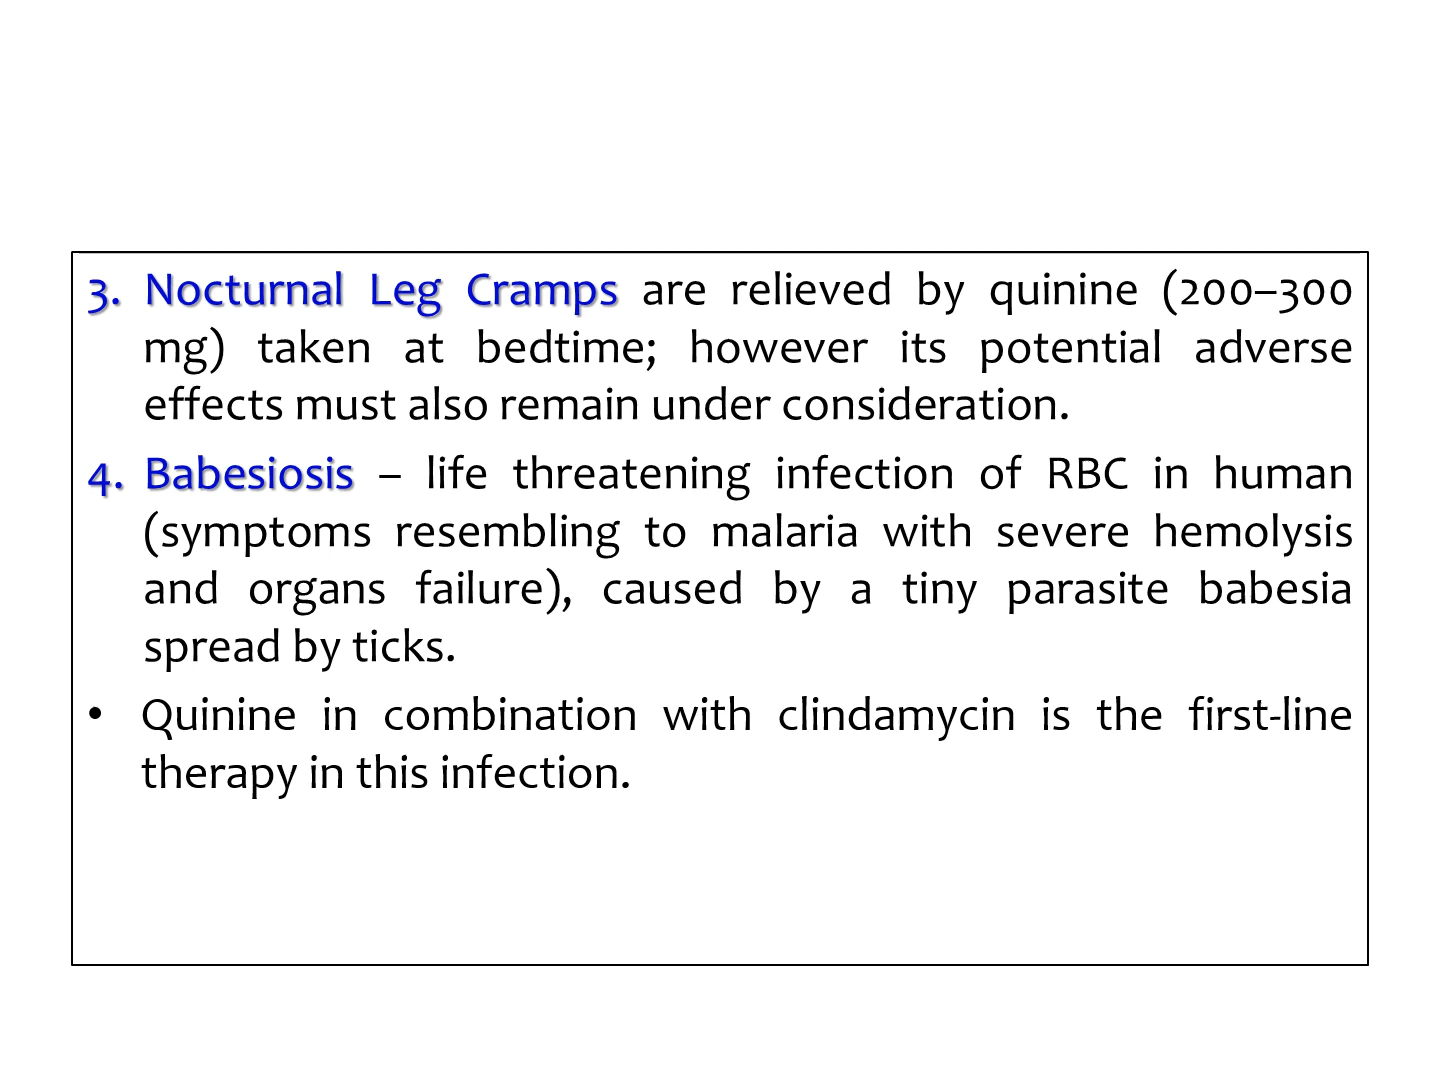 3. Nocturnal Leg Cramps are relieved by quinine (200–300
mg) taken at bedtime; however its potential adverse
effects must also remain under consideration.
4. Babesiosis – life threatening infection of RBC in human
(symptoms resembling to malaria with severe hemolysis
and organs failure), caused by a tiny parasite babesia
spread by ticks.
• Quinine in combination with clindamycin is the first-line
therapy in this infection.